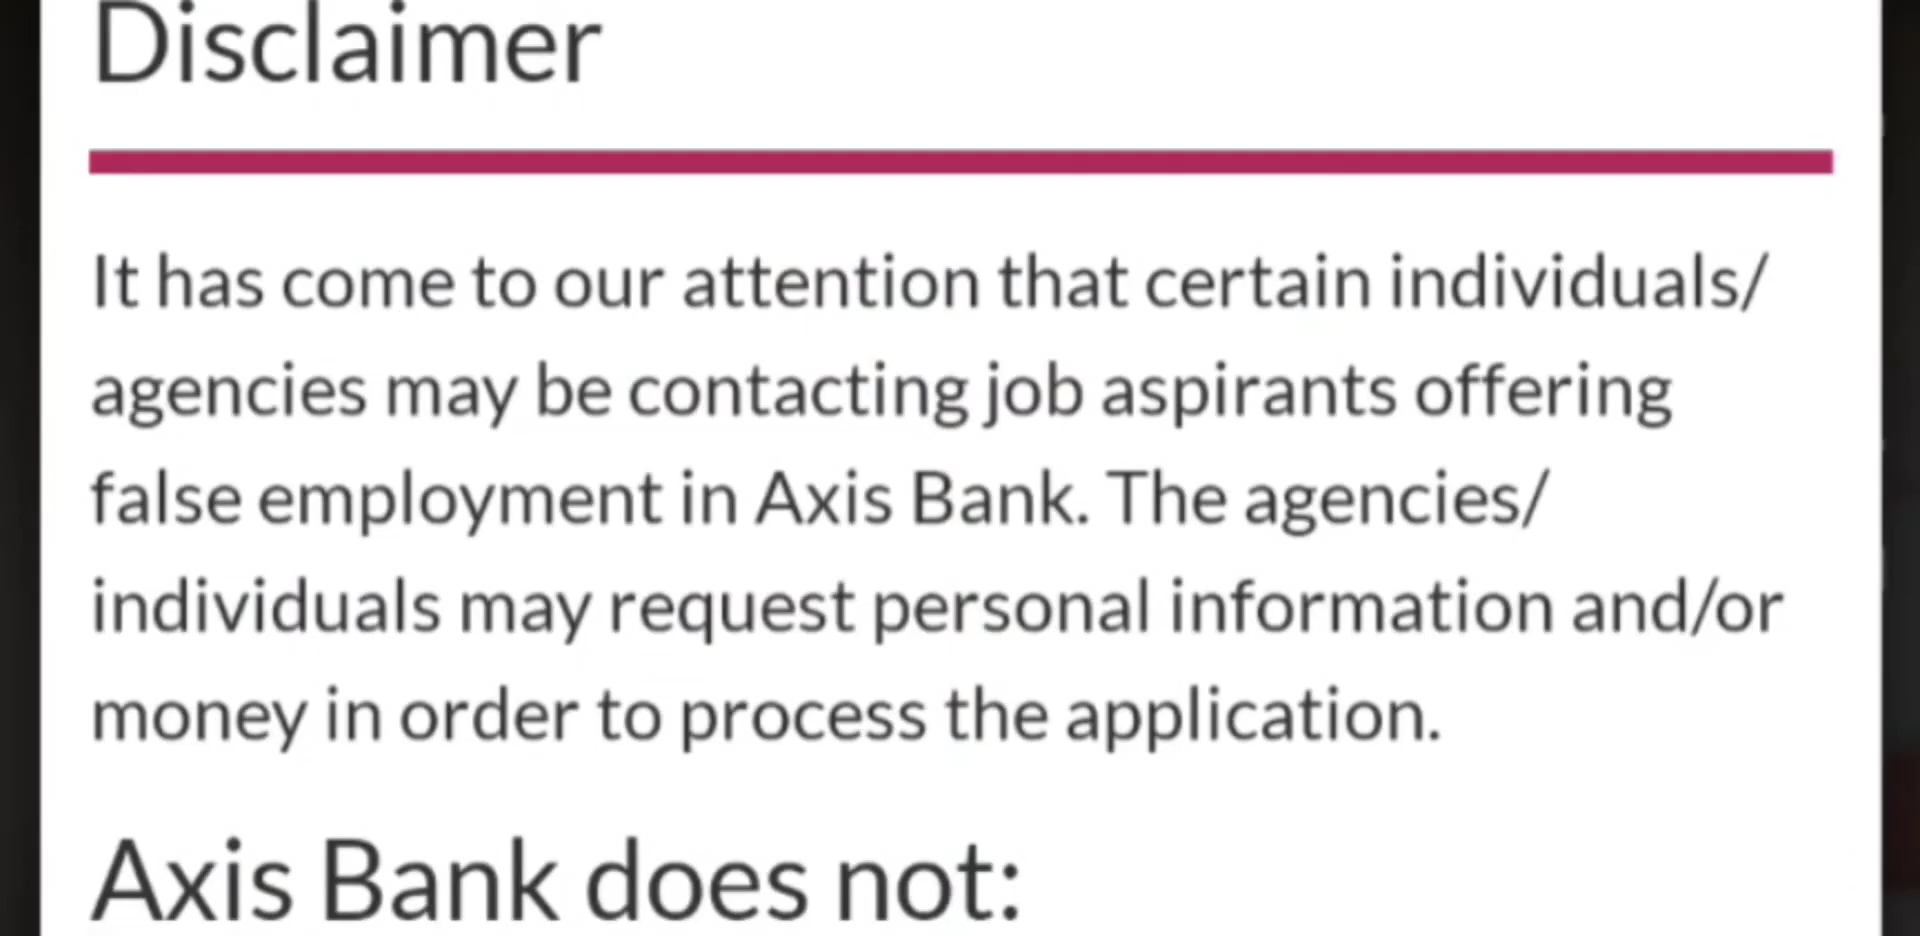 Disclaimer
It has come to our attention that certain individuals/
agencies may be contacting job aspirants offering
false employment in Axis Bank. The agencies/
individuals may request personal information and/or
money in order to process the application.
Axis Bank does not: